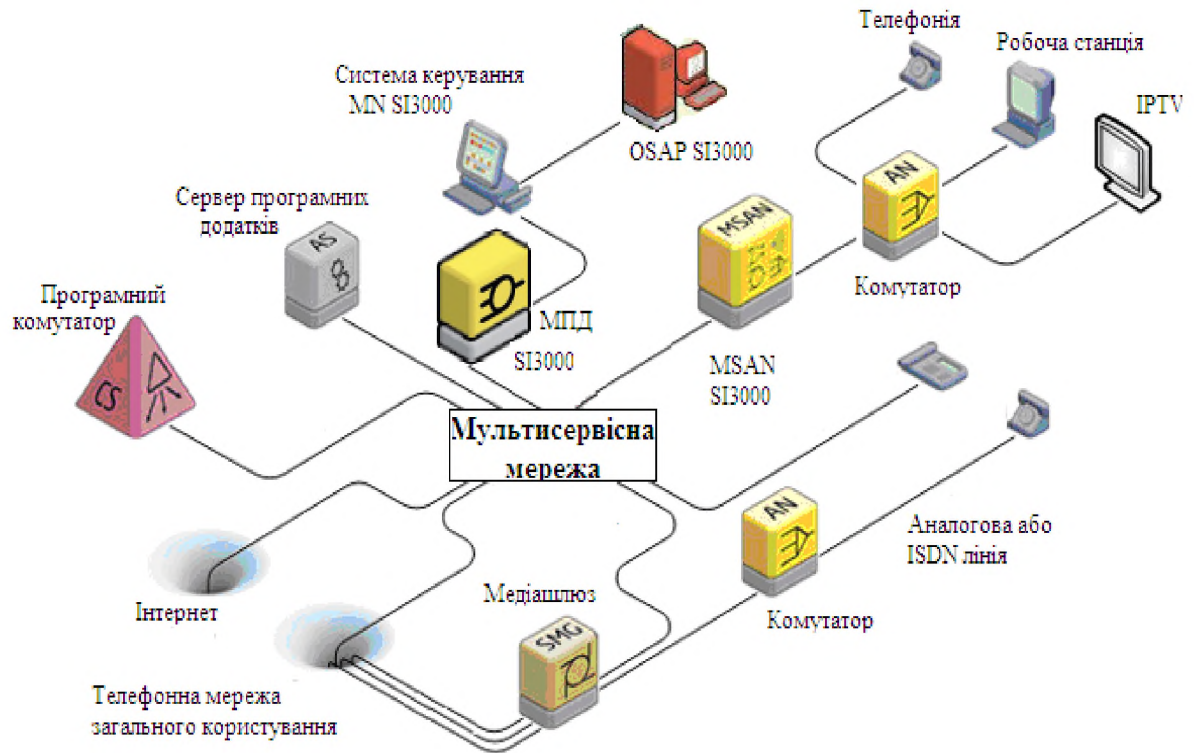 Телефонія
Робоча станція
IPTV
Система керування
MN SI3000
OSAP SI3000
AN
MSAN
Сервер програмних
додатків
AS
Комутатор
Програмний
комутатор
CS
МПД
SI3000
MSAN
SI3000
Мультисервісна
мережа
AN
Аналогова або
ISDN лінія
Інтернет
Медіашлюз
Комутатор
SMG
Телефонна мережа
загального користування